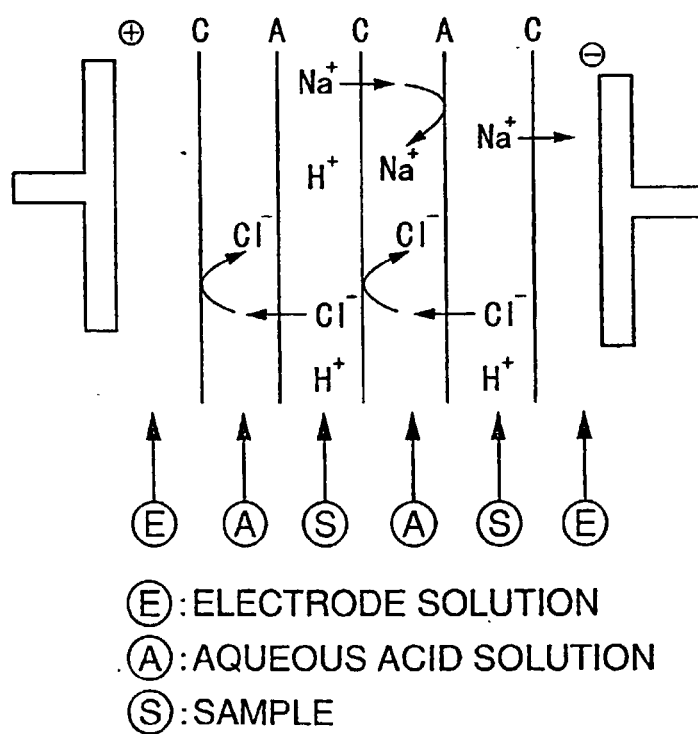 ⊕ C A C A C ⊖
Na⁺
Na⁺
H⁺ Na⁺
Cl⁻ Cl⁻
Cl⁻ Cl⁻
H⁺ H⁺
Ⓔ Ⓐ Ⓢ Ⓐ Ⓢ Ⓔ
Ⓔ:ELECTRODE SOLUTION
Ⓐ:AQUEOUS ACID SOLUTION
Ⓢ:SAMPLE